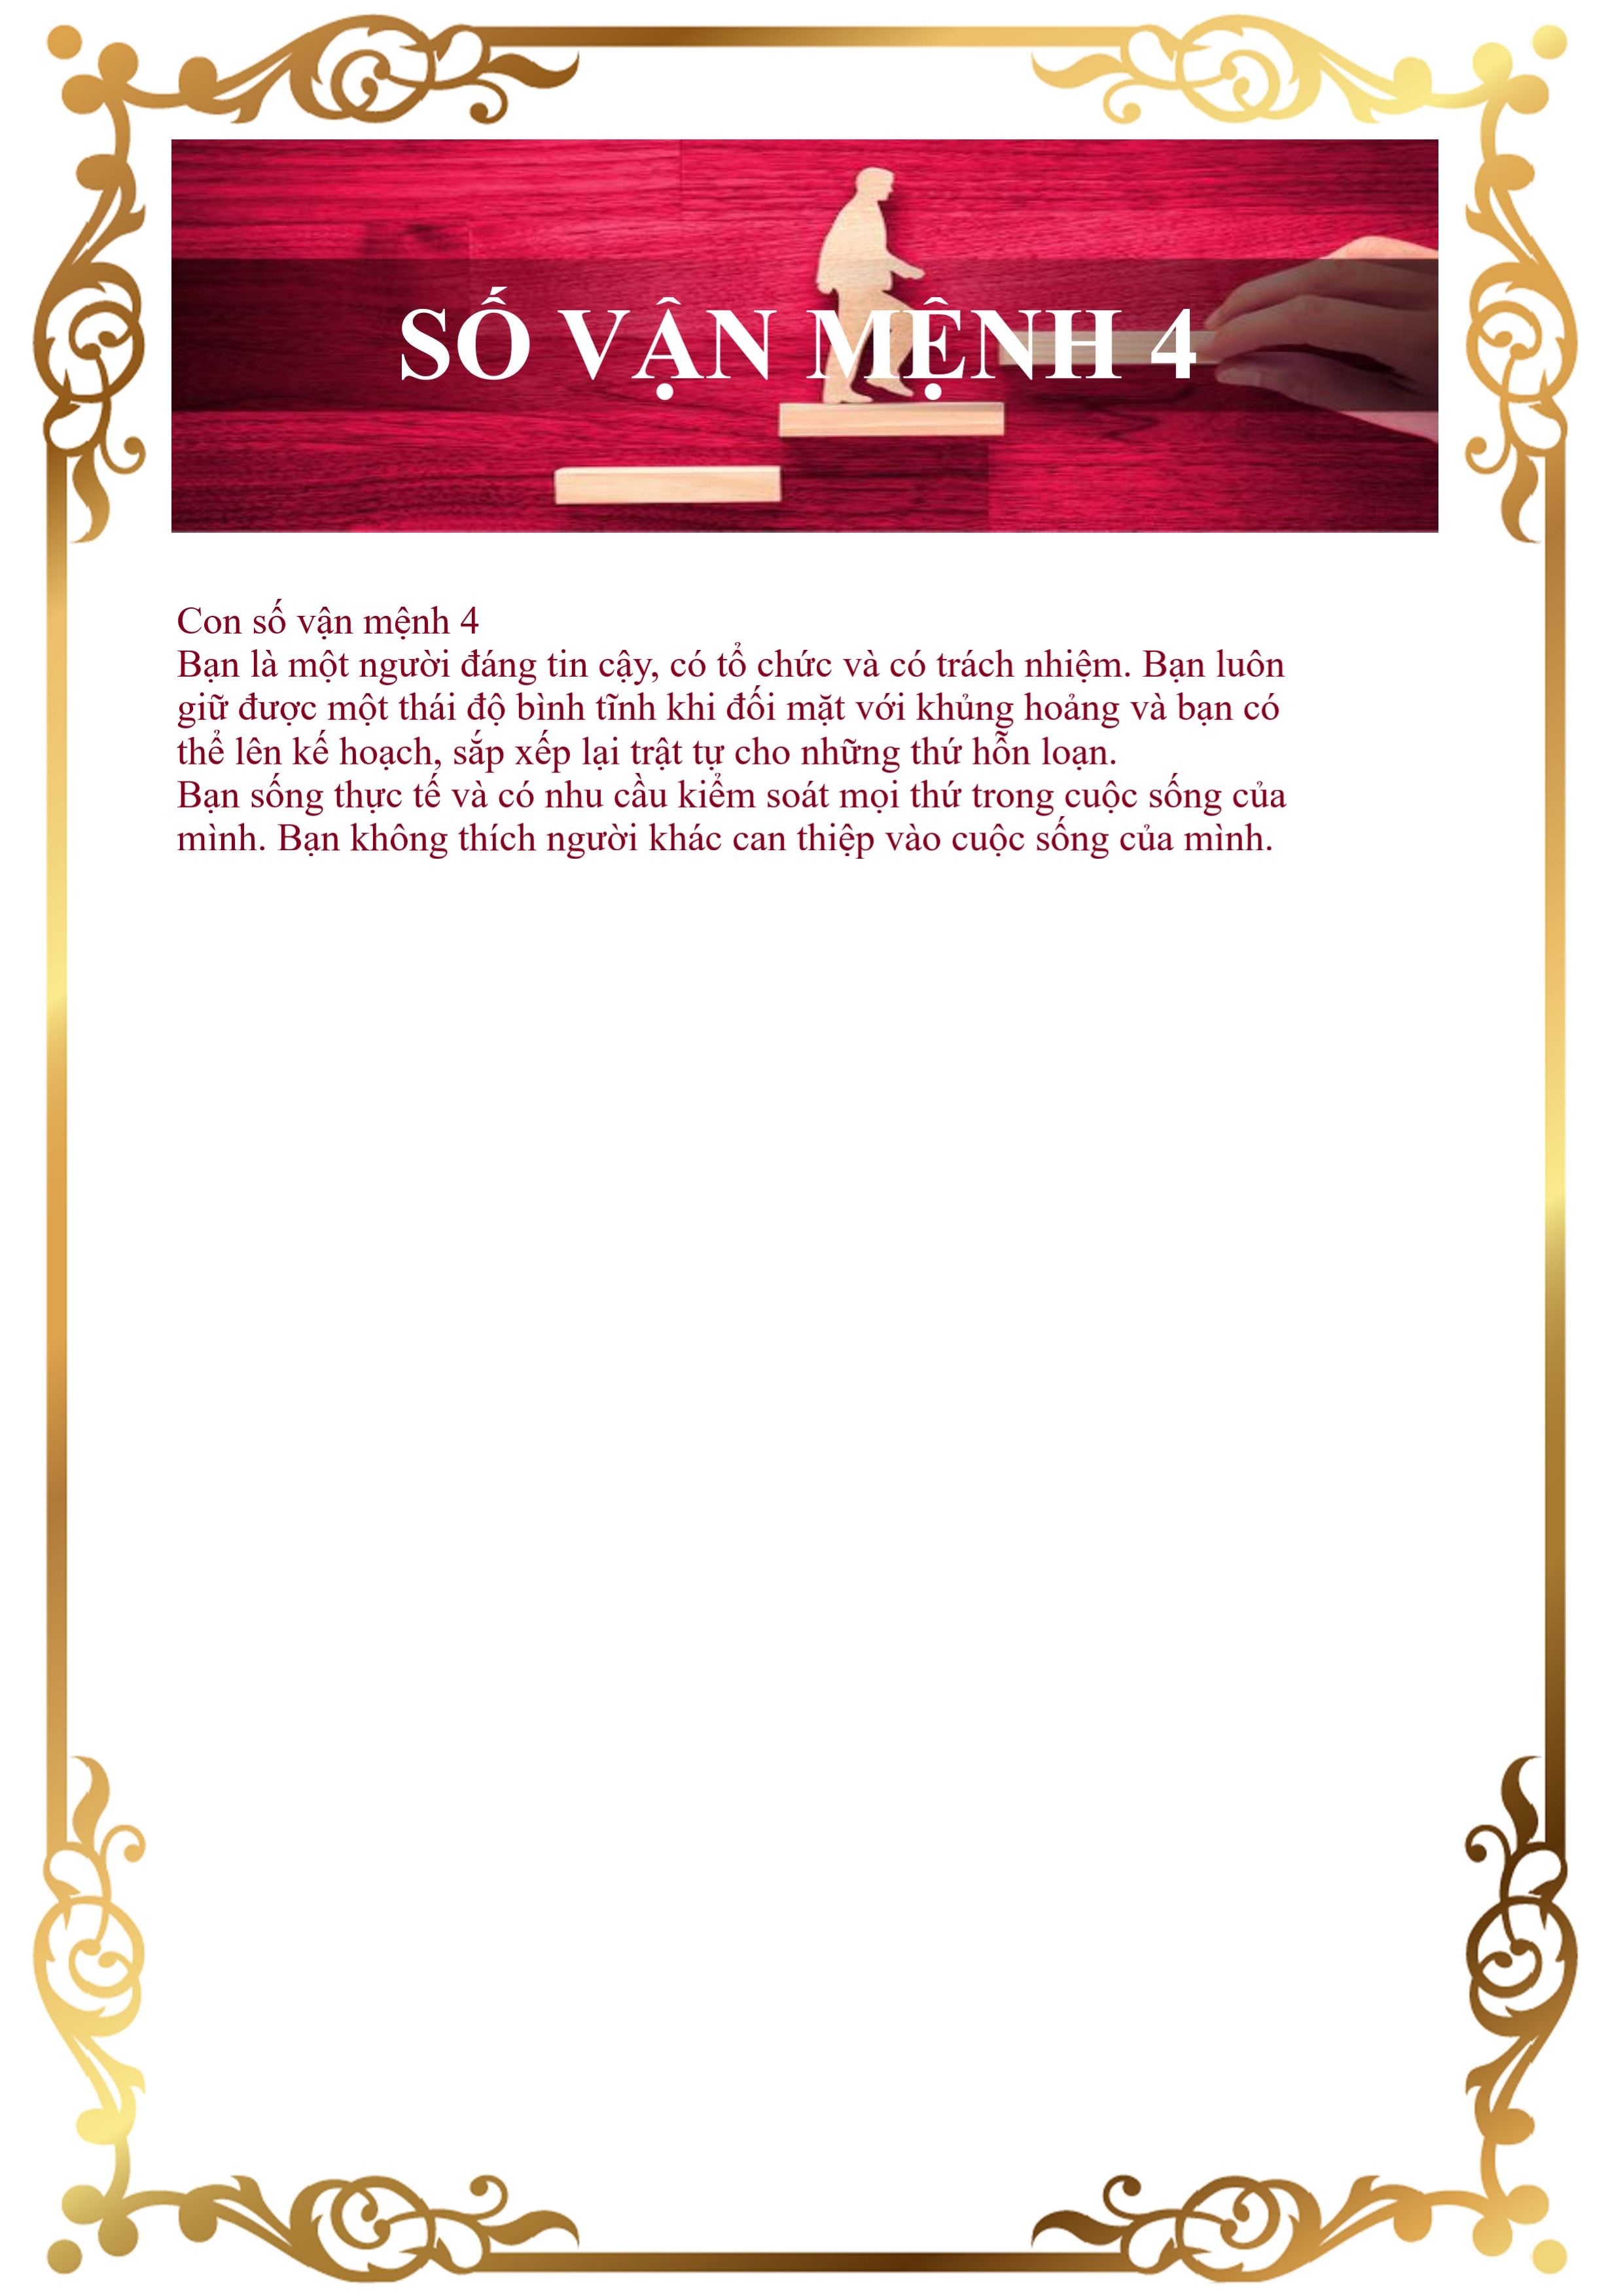 SỐ VẬN MỆNH 4
Con số vận mệnh 4
Bạn là một người đáng tin cậy, có tổ chức và có trách nhiệm. Bạn luôn
giữ được một thái độ bình tĩnh khi đối mặt với khủng hoảng và bạn có
thể lên kế hoạch, sắp xếp lại trật tự cho những thứ hỗn loạn.
Bạn sống thực tế và có nhu cầu kiểm soát mọi thứ trong cuộc sống của
mình. Bạn không thích người khác can thiệp vào cuộc sống của mình.